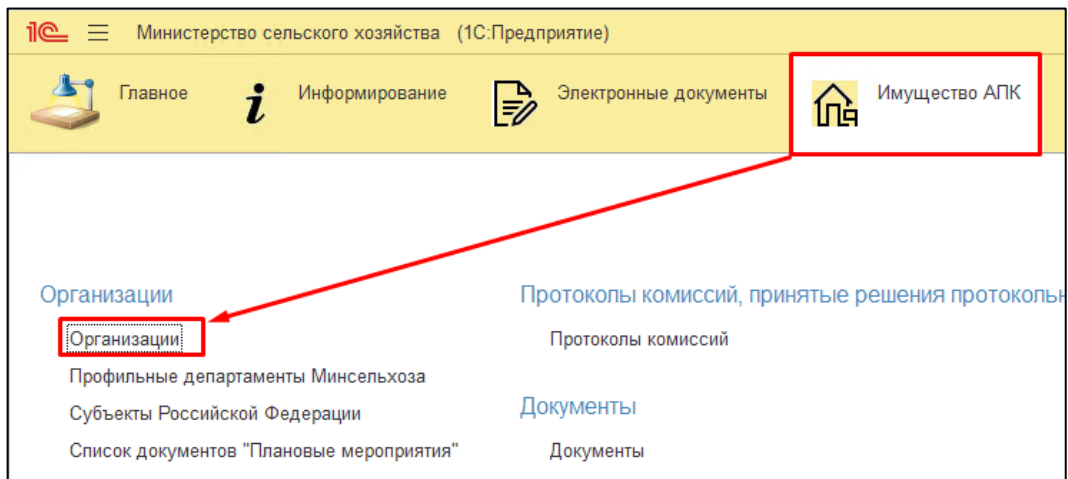 1С Министерство сельского хозяйства (1С:Предприятие)
Главное Информирование Электронные документы Имущество АПК
Организации
Организации
Профильные департаменты Минсельхоза
Субъекты Российской Федерации
Список документов "Плановые мероприятия"
Протоколы комиссий, принятые решения протокольн
Протоколы комиссий
Документы
Документы